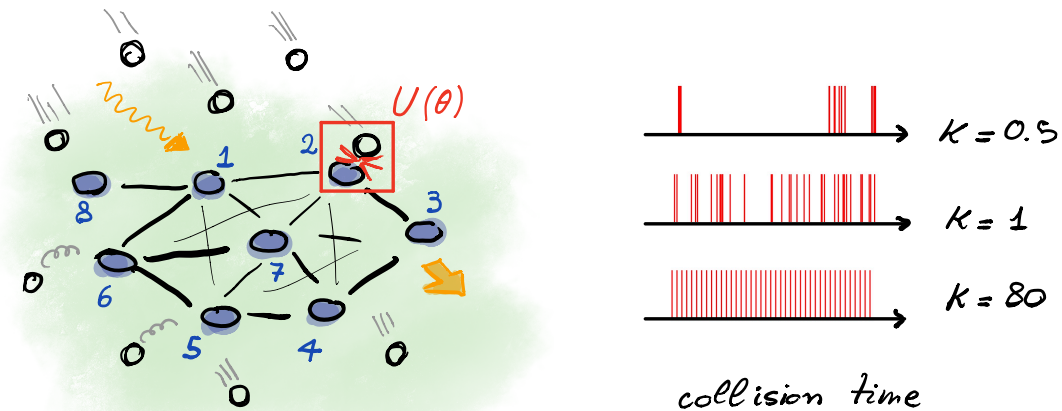 U(θ)
1
2
3
8
7
6
5
4
K = 0.5
K = 1
K = 80
collision time